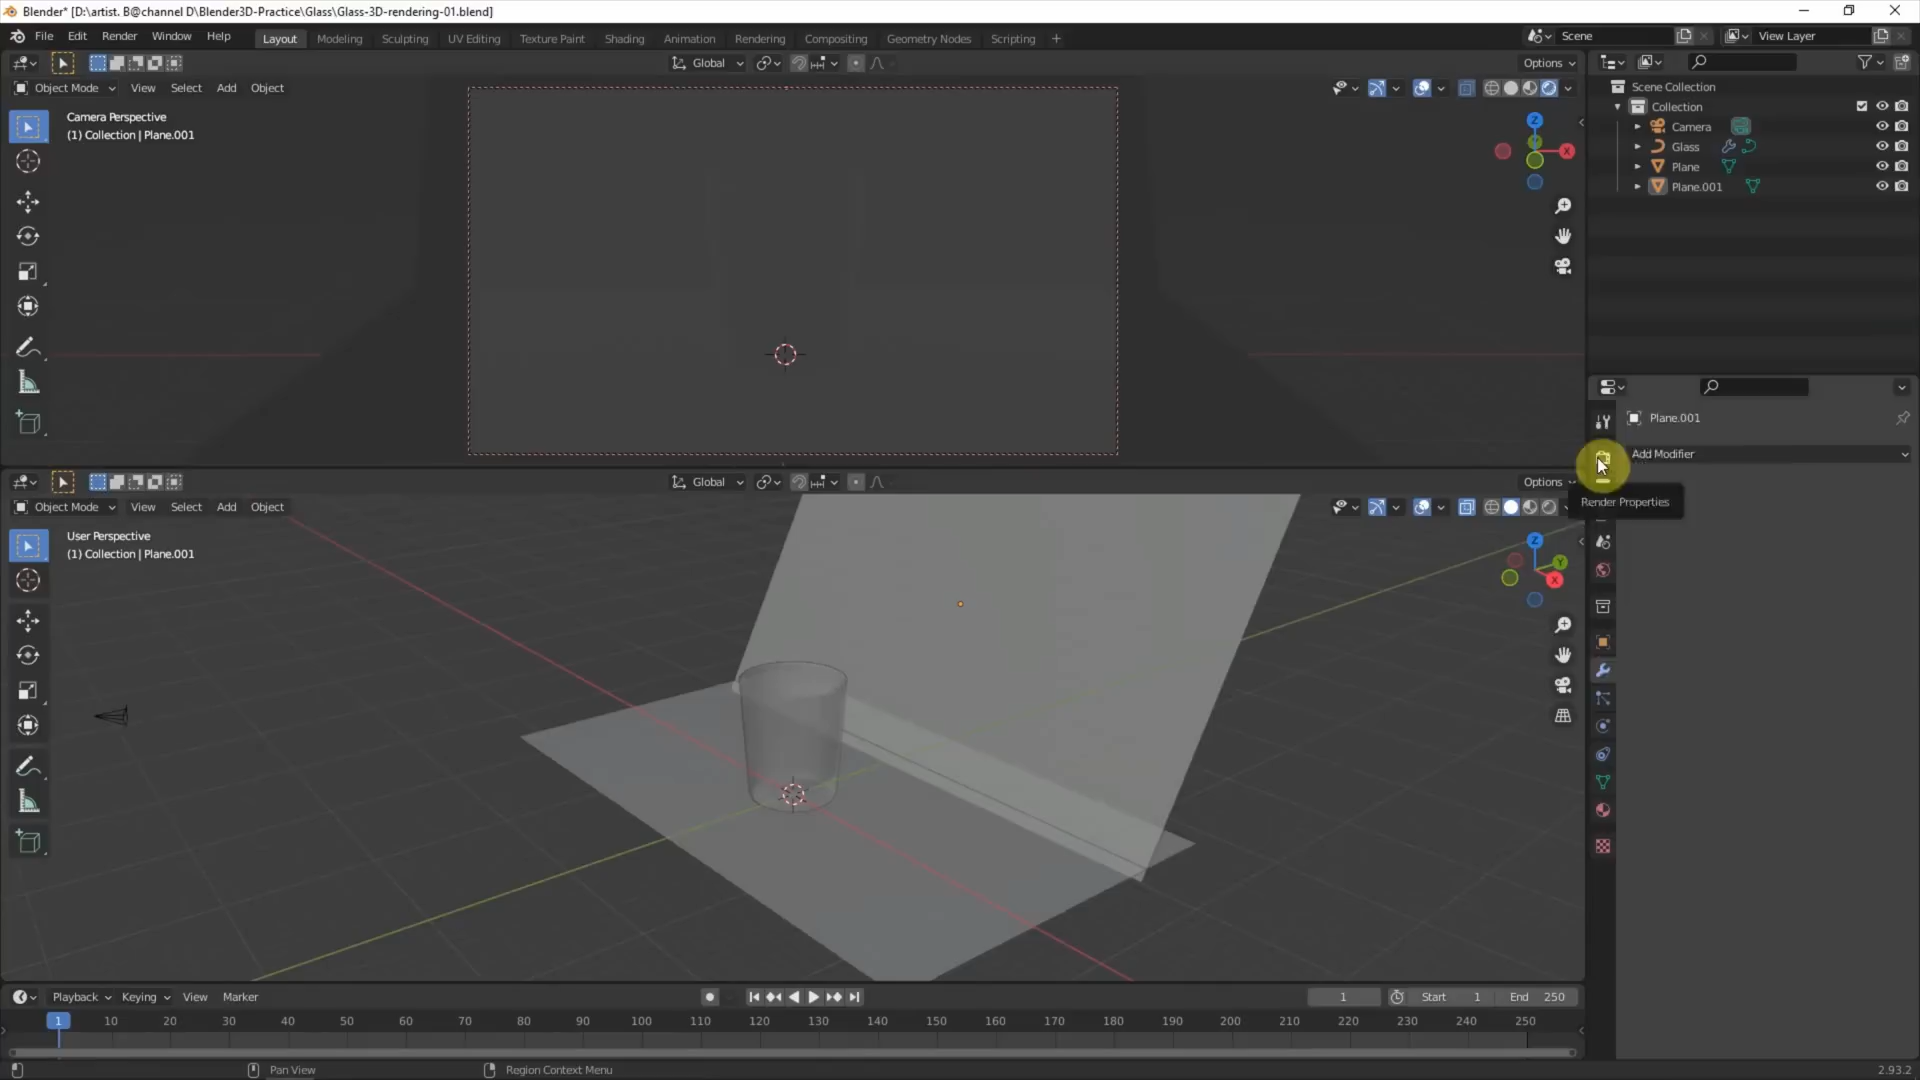 Blender* [D:\artist. B@channel D\Blender3D-Practice\Glass\Glass-3D-rendering-01.blend]
File Edit Render Window Help Layout Modeling Sculpting UV Editing Texture Paint Shading Animation Rendering Compositing Geometry Nodes Scripting + Scene View Layer
Global Options
Object Mode View Select Add Object
Camera Perspective
(1) Collection | Plane.001
Z
X
Scene Collection
Collection
Camera
Glass
Plane
Plane.001
Plane.001
Add Modifier
Render Properties
Global Options
Object Mode View Select Add Object
User Perspective
(1) Collection | Plane.001
Z
Y
X
Playback Keying View Marker 1 Start 1 End 250
1 10 20 30 40 50 60 70 80 90 100 110 120 130 140 150 160 170 180 190 200 210 220 230 240 250
Pan View Region Context Menu 2.93.2